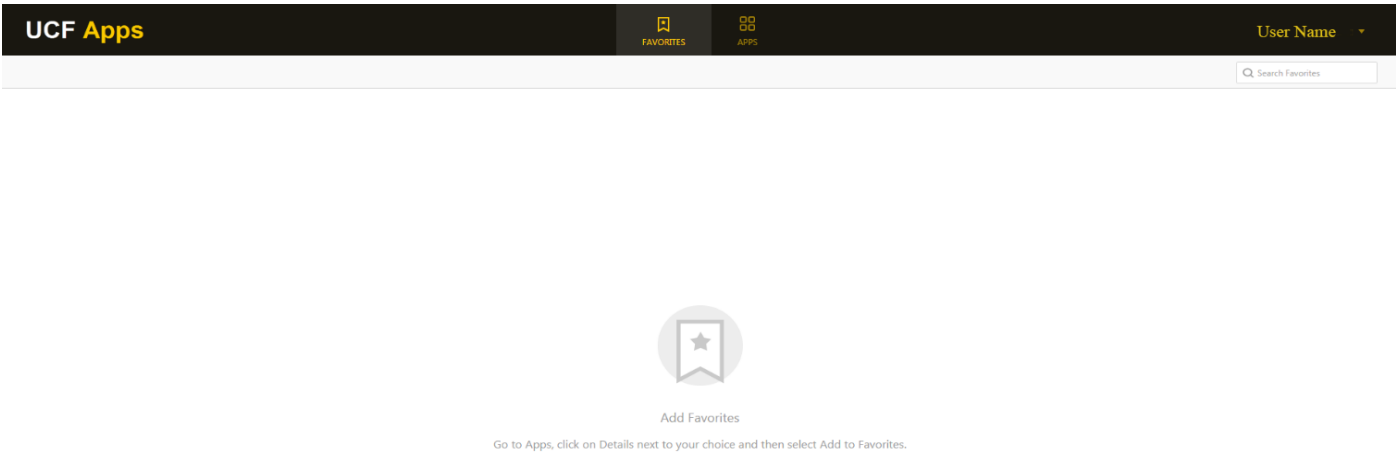 UCF Apps
FAVORITES
APPS
User Name
Search Favorites
Add Favorites
Go to Apps, click on Details next to your choice and then select Add to Favorites.